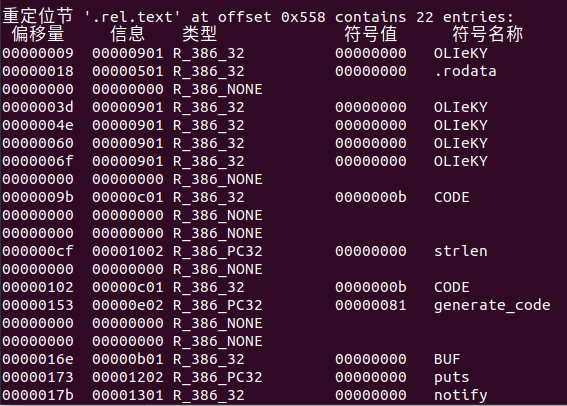 重定位节 '.rel.text' at offset 0x558 contains 22 entries:
偏移量 信息 类型 符号值 符号名称
00000009 00000901 R_386_32 00000000 OLIeKY
00000018 00000501 R_386_32 00000000 .rodata
00000000 00000000 R_386_NONE
0000003d 00000901 R_386_32 00000000 OLIeKY
0000004e 00000901 R_386_32 00000000 OLIeKY
00000060 00000901 R_386_32 00000000 OLIeKY
0000006f 00000901 R_386_32 00000000 OLIeKY
00000000 00000000 R_386_NONE
0000009b 00000c01 R_386_32 0000000b CODE
00000000 00000000 R_386_NONE
00000000 00000000 R_386_NONE
000000cf 00001002 R_386_PC32 00000000 strlen
00000000 00000000 R_386_NONE
00000102 00000c01 R_386_32 0000000b CODE
00000153 00000e02 R_386_PC32 00000081 generate_code
00000000 00000000 R_386_NONE
00000000 00000000 R_386_NONE
0000016e 00000b01 R_386_32 00000000 BUF
00000173 00001202 R_386_PC32 00000000 puts
0000017b 00001301 R_386_32 00000000 notify